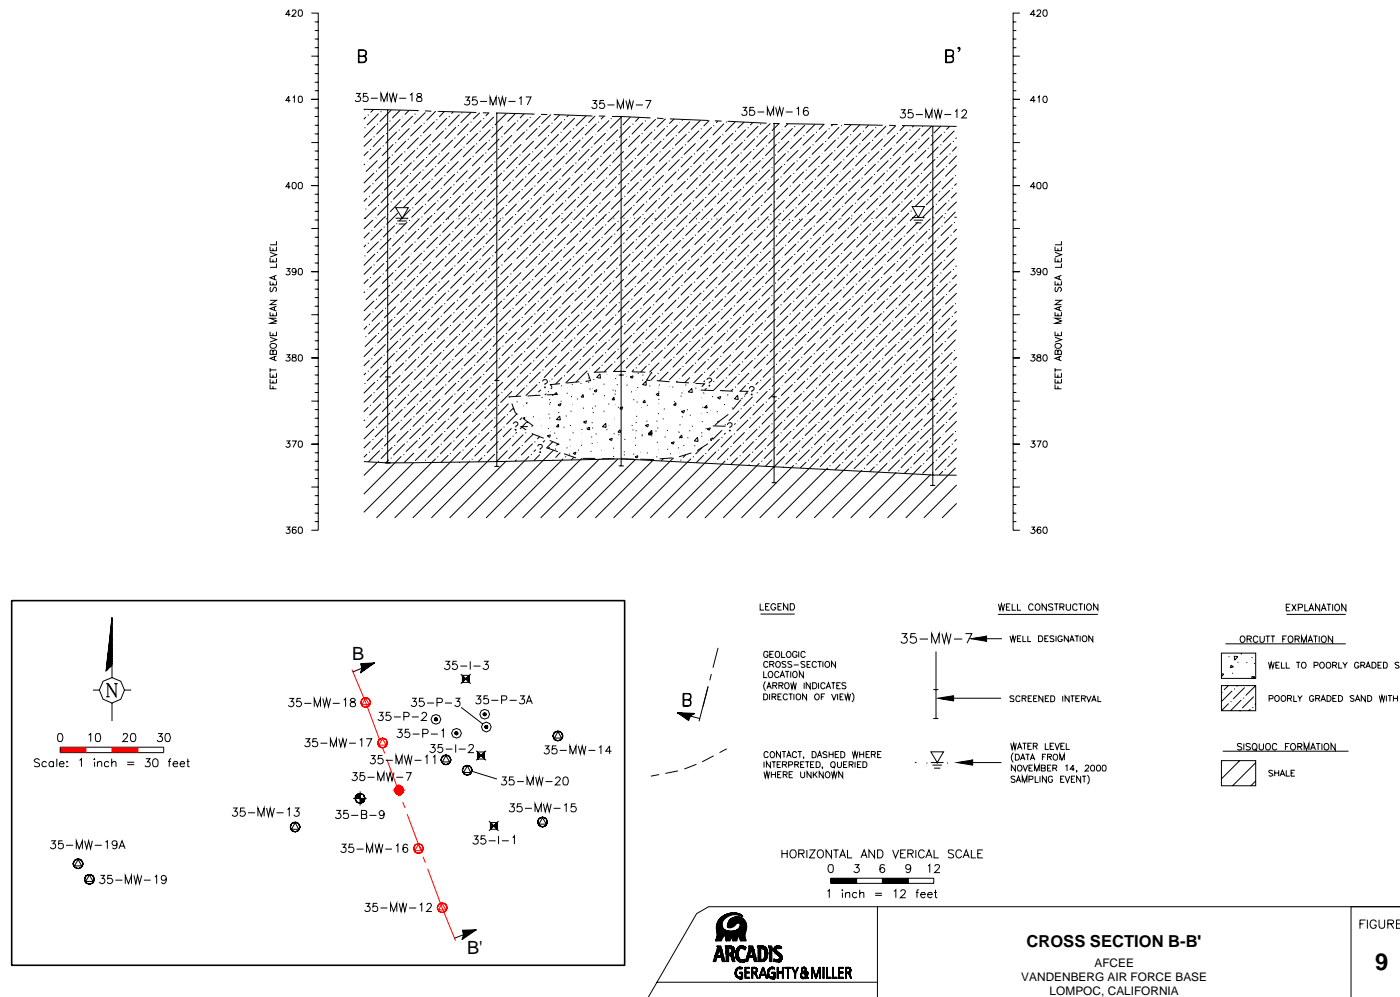 420
420
B
B'
410
410
35-MW-18
35-MW-17
35-MW-7
35-MW-16
35-MW-12
400
400
FEET ABOVE MEAN SEA LEVEL
FEET ABOVE MEAN SEA LEVEL
390
390
380
380
?
?
?
?
?
?
370
370
360
360
N
0 10 20 30
Scale: 1 inch = 30 feet
B
35-I-3
35-MW-18
35-P-3
35-P-3A
35-P-2
35-P-1
35-MW-17
35-I-2
35-MW-14
35-MW-11
35-MW-7
35-MW-20
35-B-9
35-MW-13
35-MW-15
35-I-1
35-MW-16
35-MW-19A
35-MW-19
35-MW-12
B'
LEGEND
GEOLOGIC
CROSS-SECTION
LOCATION
(ARROW INDICATES
DIRECTION OF VIEW)
B
CONTACT, DASHED WHERE
INTERPRETED, QUERIED
WHERE UNKNOWN
WELL CONSTRUCTION
35-MW-7
WELL DESIGNATION
SCREENED INTERVAL
WATER LEVEL
(DATA FROM
NOVEMBER 14, 2000
SAMPLING EVENT)
EXPLANATION
ORCUTT FORMATION
WELL TO POORLY GRADED S
POORLY GRADED SAND WITH
SISQUOC FORMATION
SHALE
HORIZONTAL AND VERICAL SCALE
0 3 6 9 12
1 inch = 12 feet
ARCADIS
GERAGHTY & MILLER
CROSS SECTION B-B'
AFCEE
VANDENBERG AIR FORCE BASE
LOMPOC, CALIFORNIA
FIGURE
9